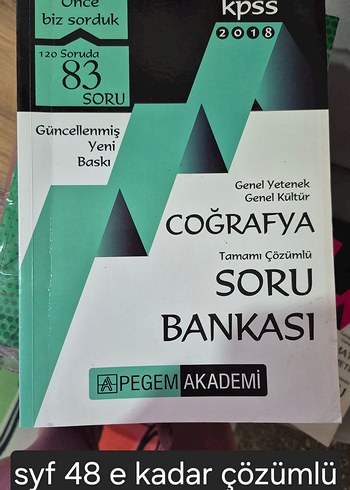 Önce
biz sorduk
kpss
2018
120 Soruda
83
SORU
Güncellenmiş
Yeni
Baskı
Genel Yetenek
Genel Kültür
COĞRAFYA
Tamamı Çözümlü
SORU
BANKASI
PEGEM AKADEMİ
syf 48 e kadar çözümlü